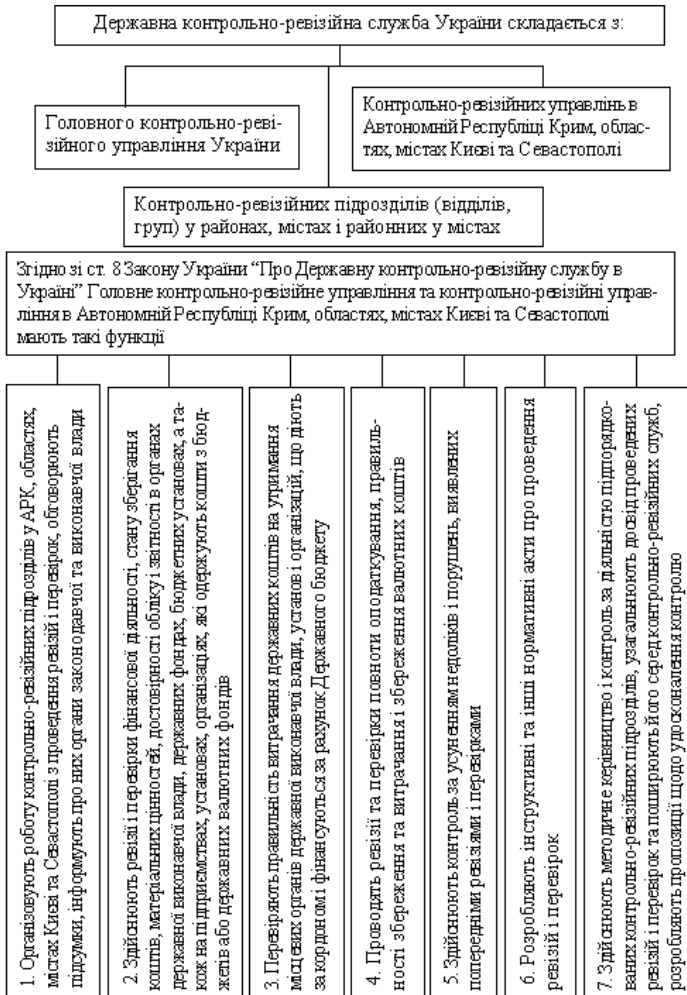 Державна контрольно-ревізійна служба України складається з:
Головного контрольно-реві-
зійного управління України
Контрольно-ревізійних управлінь в
Автономній Республіці Крим, облас-
тях, містах Києві та Севастополі
Контрольно-ревізійних підрозділів (відділів,
груп) у районах, містах і районних у містах
Згідно зі ст. 8 Закону України “Про Державну контрольно-ревізійну службу в
Україні” Головне контрольно-ревізійне управління та контрольно-ревізійні управ-
ління в Автономній Республіці Крим, областях, містах Києві та Севастополі
мають такі функції
1. Організовують роботу контрольно-ревізійних підрозділів у АРК, областях,
містах Києва та Севастополі з проведення ревізій і перевірок, обговорюють
підсумки, інформують про них органи законодавчої та виконавчої влади
2. Здійснюють ревізії і перевірки фінансової діяльності, стану зберігання
коштів, матеріальних цінностей, достовірності обліку і звітності в органах
державної виконавчої влади, державних фондах, бюджетних установах, а та-
кож на підприємствах, установах, організаціях, які одержують кошти з бюд-
жетів або державних валютних фондів
3. Перевіряють правильність витрачання державних коштів на утримання
місцевих органів державної виконавчої влади, установ і організацій, що діють
за кордоном і фінансуються за рахунок Державного бюджету
4. Проводять ревізії та перевірки повноти оподаткування, правиль-
ності збереження та витрачання і збереження валютних коштів
5. Здійснюють контроль за усуненням недоліків і порушень, виявлених
попередніми ревізіями і перевірками
6. Розробляють інструктивні та інші нормативні акти про проведення
ревізій і перевірок
7. Здійснюють методичне керівництво і контроль за діяльністю підпорядко-
ваних контрольно-ревізійних підрозділів, узагальнюють досвід проведених
ревізій і перевірок та поширюють його серед контрольно-ревізійних служб,
розробляють пропозиції щодо удосконалення контролю